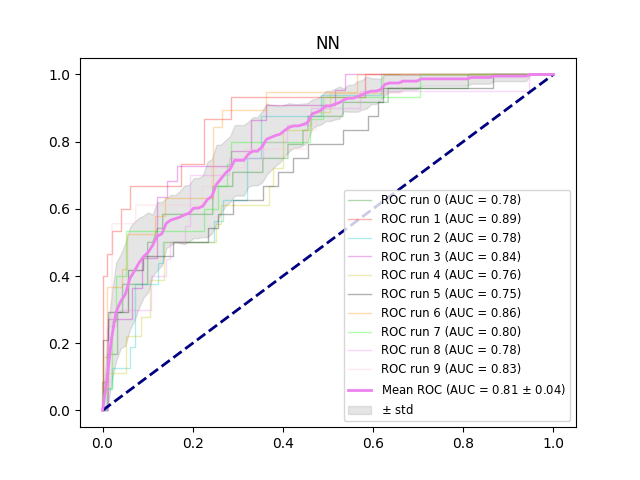 NN
1.0
0.8
0.6
0.4
0.2
0.0
0.0 0.2 0.4 0.6 0.8 1.0
ROC run 0 (AUC = 0.78)
ROC run 1 (AUC = 0.89)
ROC run 2 (AUC = 0.78)
ROC run 3 (AUC = 0.84)
ROC run 4 (AUC = 0.76)
ROC run 5 (AUC = 0.75)
ROC run 6 (AUC = 0.86)
ROC run 7 (AUC = 0.80)
ROC run 8 (AUC = 0.78)
ROC run 9 (AUC = 0.83)
Mean ROC (AUC = 0.81 ± 0.04)
± std